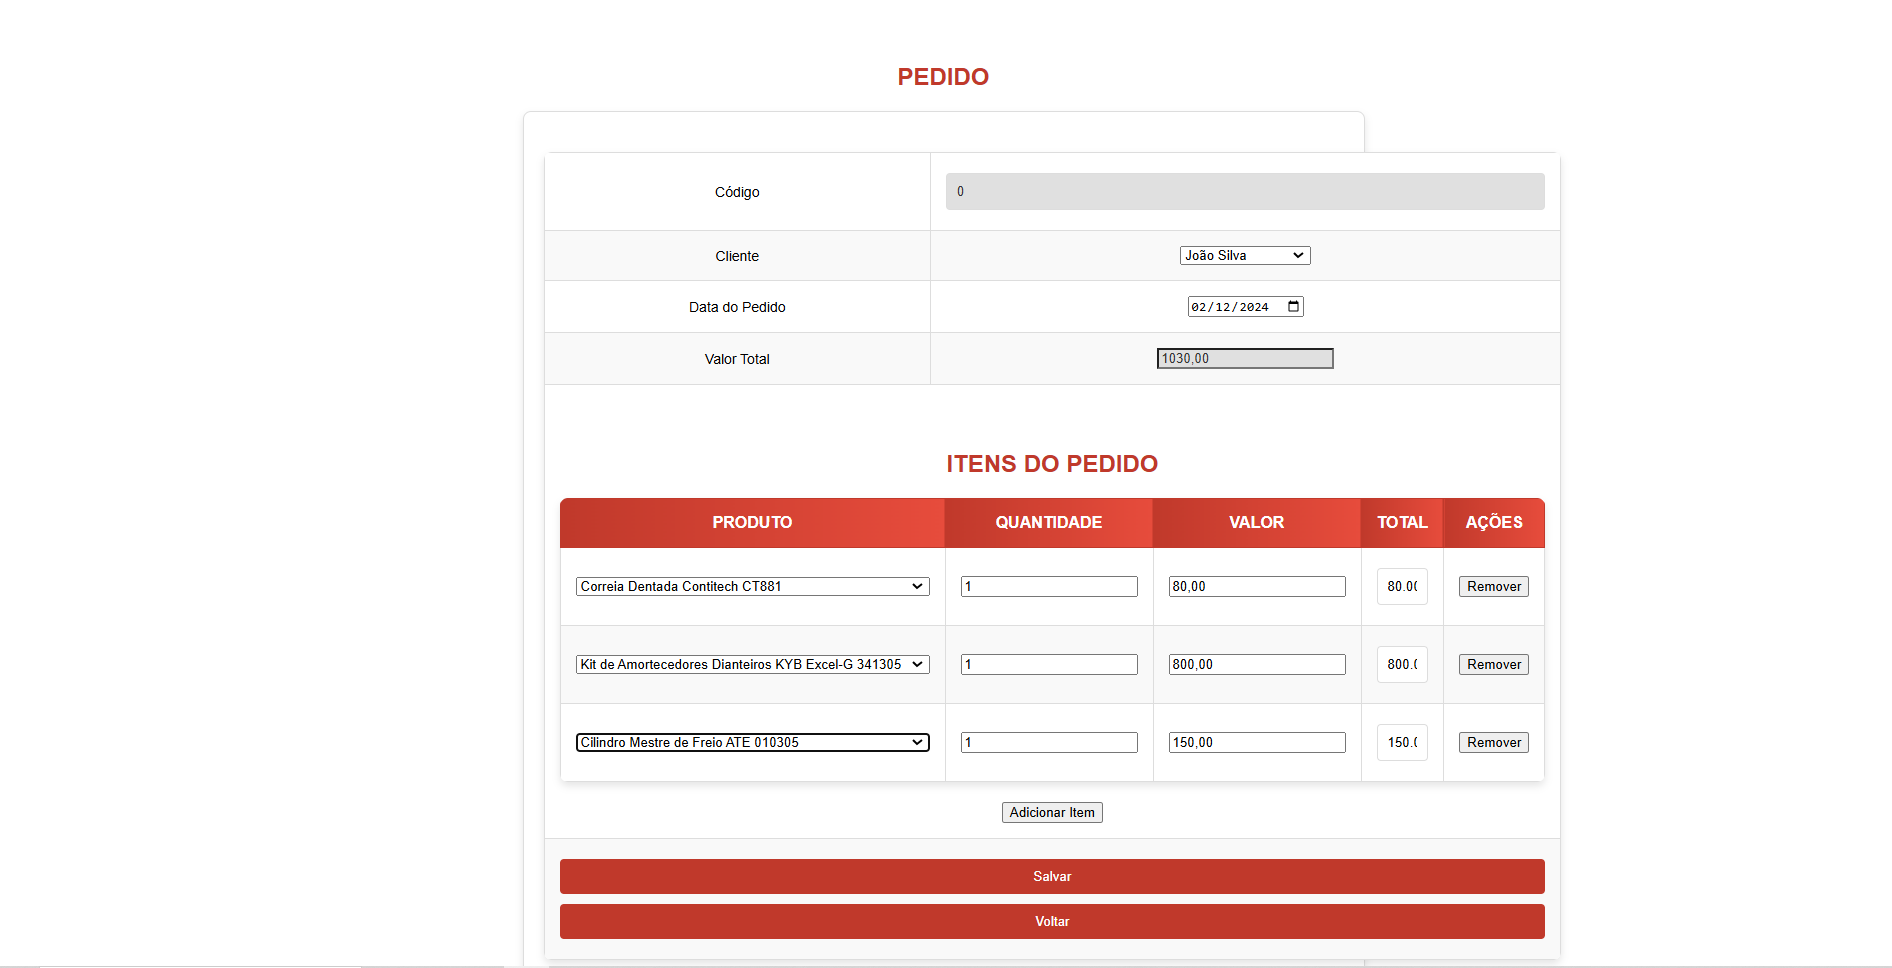 PEDIDO
Código 0
Cliente João Silva
Data do Pedido 02/12/2024
Valor Total 1030,00
ITENS DO PEDIDO
PRODUTO QUANTIDADE VALOR TOTAL AÇÕES
Correia Dentada Contitech CT881 1 80,00 80.00 Remover
Kit de Amortecedores Dianteiros KYB Excel-G 341305 1 800,00 800.0 Remover
Cilindro Mestre de Freio ATE 010305 1 150,00 150.0 Remover
Adicionar Item
Salvar
Voltar